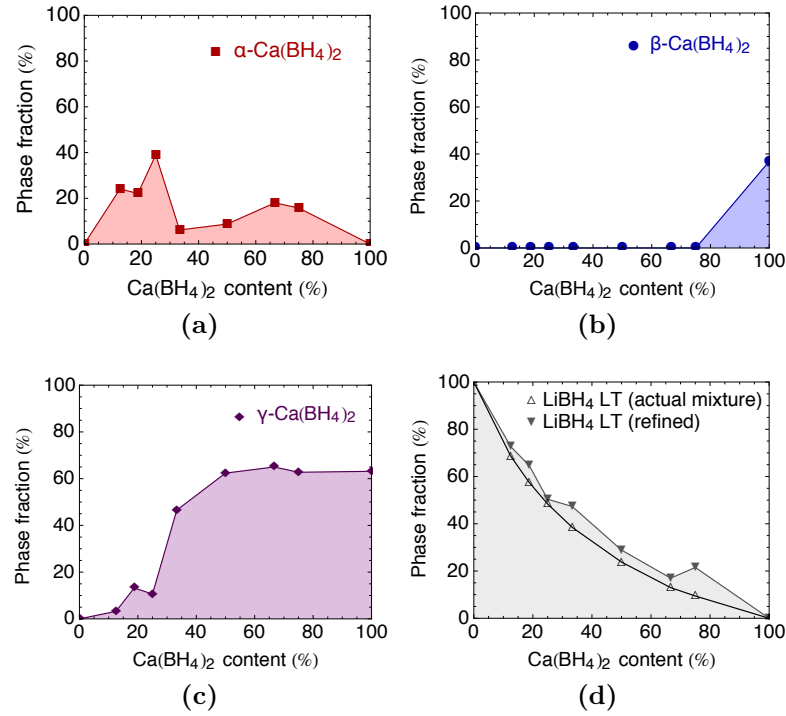 100
80
60
40
20
0
Phase fraction (%)
α-Ca(BH4)2
0 20 40 60 80 100
Ca(BH4)2 content (%)
(a)
100
80
60
40
20
0
Phase fraction (%)
β-Ca(BH4)2
0 20 40 60 80 100
Ca(BH4)2 content (%)
(b)
100
80
60
40
20
0
Phase fraction (%)
γ-Ca(BH4)2
0 20 40 60 80 100
Ca(BH4)2 content (%)
(c)
100
80
60
40
20
0
Phase fraction (%)
LiBH4 LT (actual mixture)
LiBH4 LT (refined)
0 20 40 60 80 100
Ca(BH4)2 content (%)
(d)